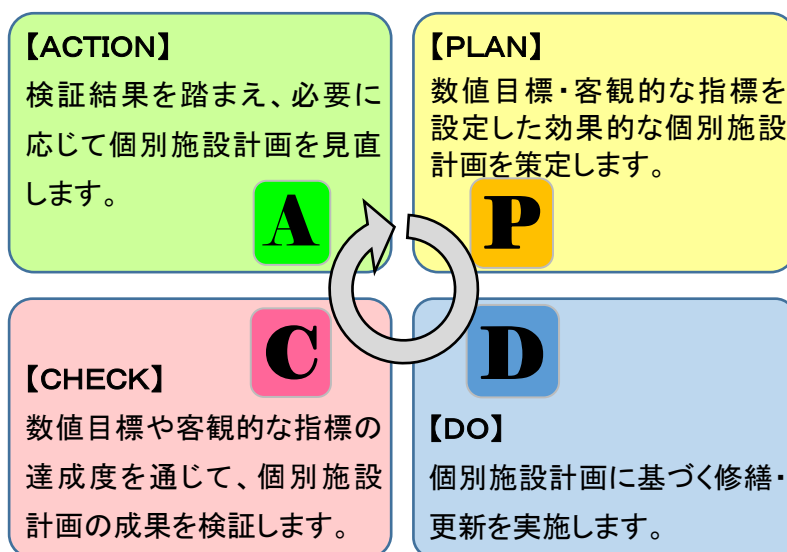 【ACTION】
検証結果を踏まえ、必要に
応じて個別施設計画を見直
します。
A
【PLAN】
数値目標・客観的な指標を
設定した効果的な個別施設
計画を策定します。
P
C
【CHECK】
数値目標や客観的な指標の
達成度を通じて、個別施設
計画の成果を検証します。
D
【DO】
個別施設計画に基づく修繕・
更新を実施します。